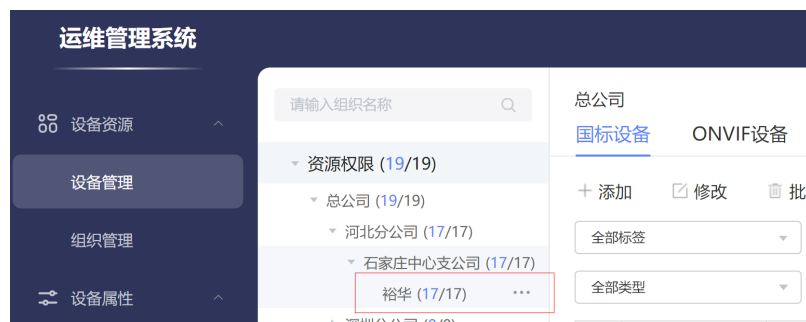 运维管理系统
设备资源
设备管理
组织管理
设备属性
请输入组织名称
资源权限 (19/19)
总公司 (19/19)
河北分公司 (17/17)
石家庄中心支公司 (17/17)
裕华 (17/17) ···
总公司
国标设备 ONVIF设备
添加 修改 批
全部标签
全部类型